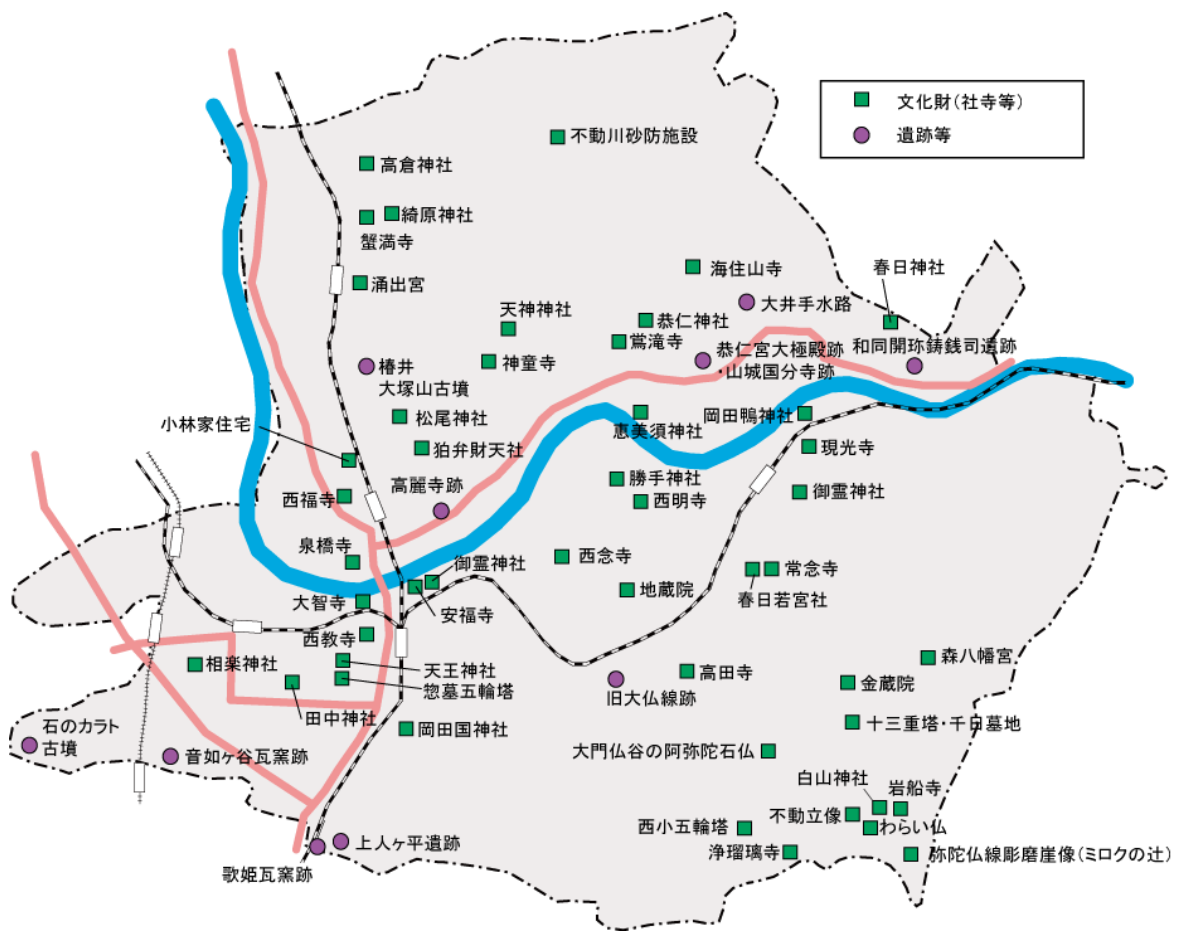 文化財(社寺等)
遺跡等
不動川砂防施設
高倉神社
綺原神社
蟹満寺
涌出宮
海住山寺
春日神社
大井手水路
天神神社
恭仁神社
鷲滝寺
神童寺
恭仁宮大極殿跡
・山城国分寺跡
和同開珎鋳銭司遺跡
椿井
大塚山古墳
松尾神社
小林家住宅
恵美須神社
岡田鴨神社
狛弁財天社
現光寺
高麗寺跡
勝手神社
西福寺
西明寺
御霊神社
泉橋寺
御霊神社
西念寺
常念寺
大智寺
安福寺
地蔵院
春日若宮社
西教寺
相楽神社
天王神社
惣墓五輪塔
高田寺
森八幡宮
旧大仏線跡
金蔵院
田中神社
岡田国神社
十三重塔・千日墓地
石のカラト
古墳
音如ヶ谷瓦窯跡
大門仏谷の阿弥陀石仏
白山神社
岩船寺
不動立像
わらい仏
西小五輪塔
上人ヶ平遺跡
浄瑠璃寺
弥陀仏線彫磨崖像(ミロクの辻)
歌姫瓦窯跡